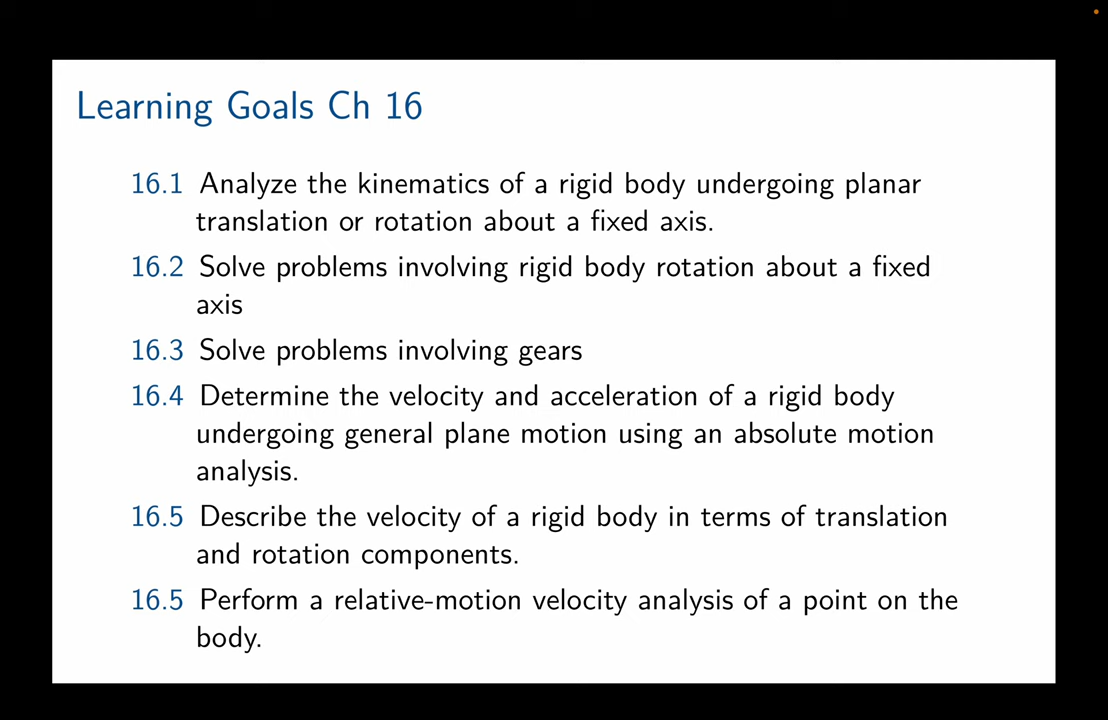 Learning Goals Ch 16
16.1 Analyze the kinematics of a rigid body undergoing planar
translation or rotation about a fixed axis.
16.2 Solve problems involving rigid body rotation about a fixed
axis
16.3 Solve problems involving gears
16.4 Determine the velocity and acceleration of a rigid body
undergoing general plane motion using an absolute motion
analysis.
16.5 Describe the velocity of a rigid body in terms of translation
and rotation components.
16.5 Perform a relative-motion velocity analysis of a point on the
body.